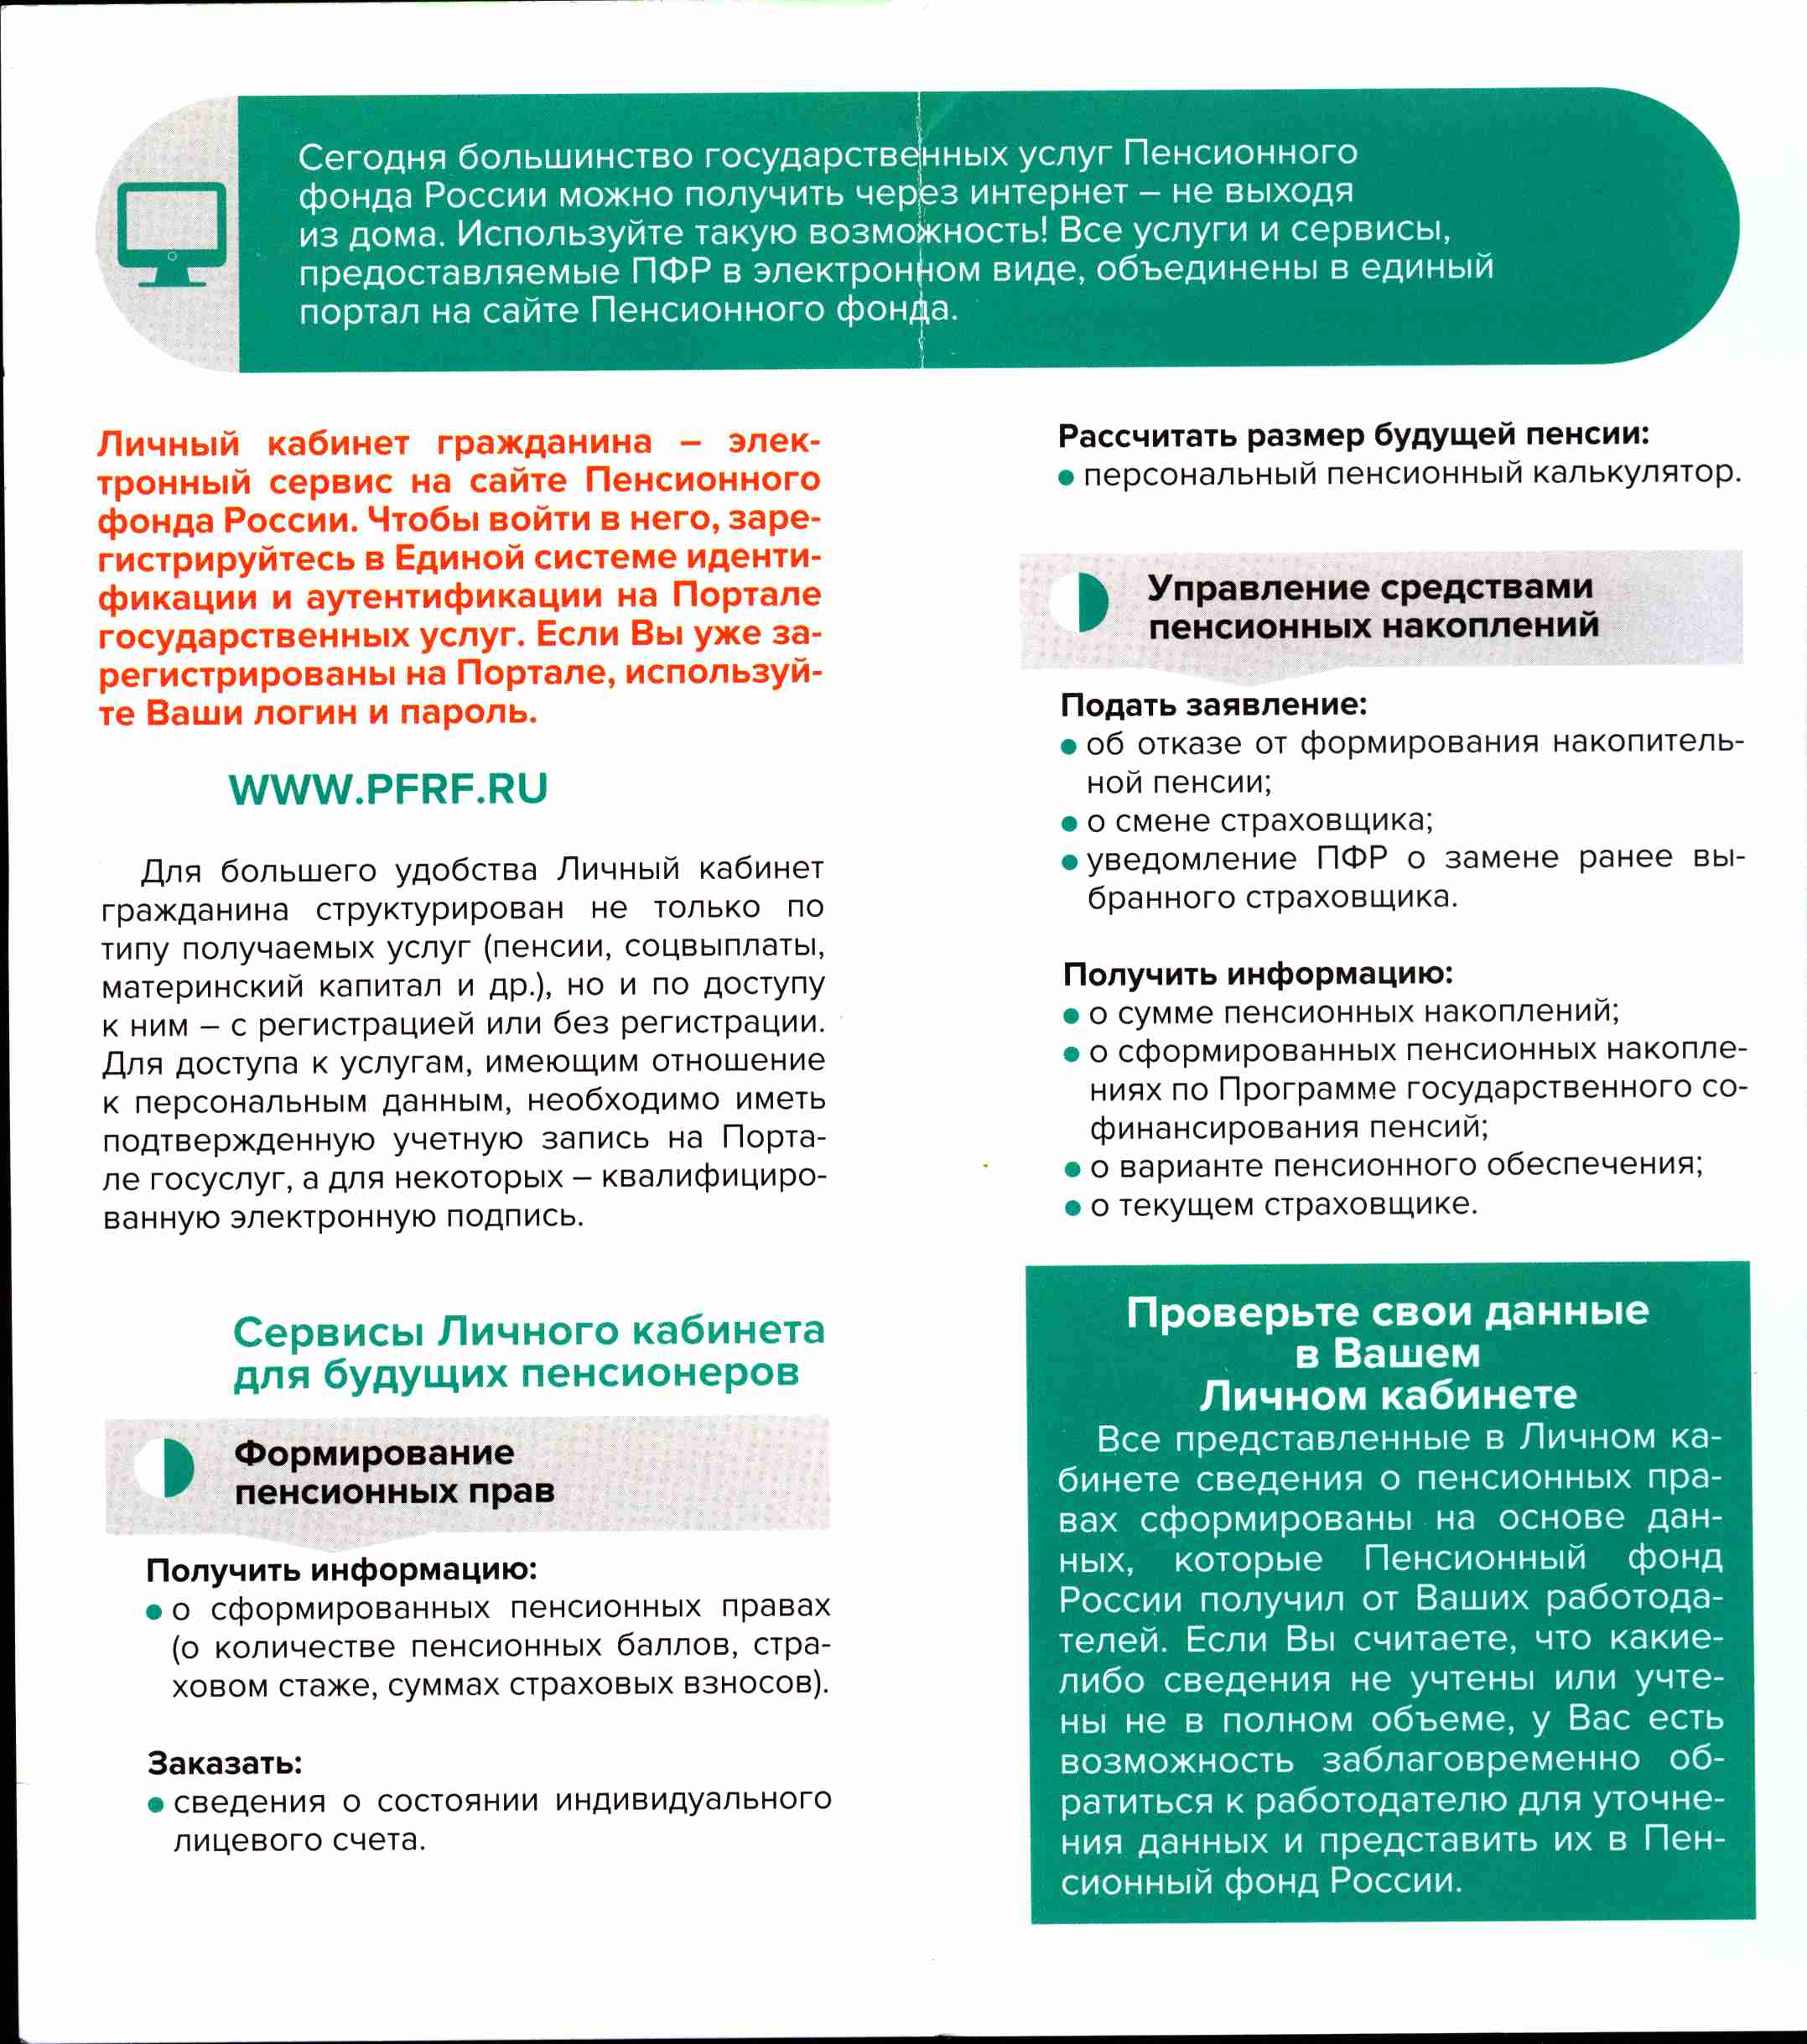 Сегодня большинство государственных услуг Пенсионного
фонда России можно получить через интернет – не выходя
из дома. Используйте такую возможность! Все услуги и сервисы,
предоставляемые ПФР в электронном виде, объединены в единый
портал на сайте Пенсионного фонда.
Личный кабинет гражданина – элек-
тронный сервис на сайте Пенсионного
фонда России. Чтобы войти в него, заре-
гистрируйтесь в Единой системе иденти-
фикации и аутентификации на Портале
государственных услуг. Если Вы уже за-
регистрированы на Портале, используй-
те Ваши логин и пароль.
WWW.PFRF.RU
Для большего удобства Личный кабинет
гражданина структурирован не только по
типу получаемых услуг (пенсии, соцвыплаты,
материнский капитал и др.), но и по доступу
к ним – с регистрацией или без регистрации.
Для доступа к услугам, имеющим отношение
к персональным данным, необходимо иметь
подтвержденную учетную запись на Порта-
ле госуслуг, а для некоторых – квалифициро-
ванную электронную подпись.
Сервисы Личного кабинета
для будущих пенсионеров
Формирование
пенсионных прав
Получить информацию:
● о сформированных пенсионных правах
(о количестве пенсионных баллов, стра-
ховом стаже, суммах страховых взносов).
Заказать:
● сведения о состоянии индивидуального
лицевого счета.
Рассчитать размер будущей пенсии:
● персональный пенсионный калькулятор.
Управление средствами
пенсионных накоплений
Подать заявление:
● об отказе от формирования накопитель-
ной пенсии;
● о смене страховщика;
● уведомление ПФР о замене ранее вы-
бранного страховщика.
Получить информацию:
● о сумме пенсионных накоплений;
● о сформированных пенсионных накопле-
ниях по Программе государственного со-
финансирования пенсий;
● о варианте пенсионного обеспечения;
● о текущем страховщике.
Проверьте свои данные
в Вашем
Личном кабинете
Все представленные в Личном ка-
бинете сведения о пенсионных пра-
вах сформированы на основе дан-
ных, которые Пенсионный фонд
России получил от Ваших работода-
телей. Если Вы считаете, что какие-
либо сведения не учтены или учте-
ны не в полном объеме, у Вас есть
возможность заблаговременно об-
ратиться к работодателю для уточне-
ния данных и представить их в Пен-
сионный фонд России.